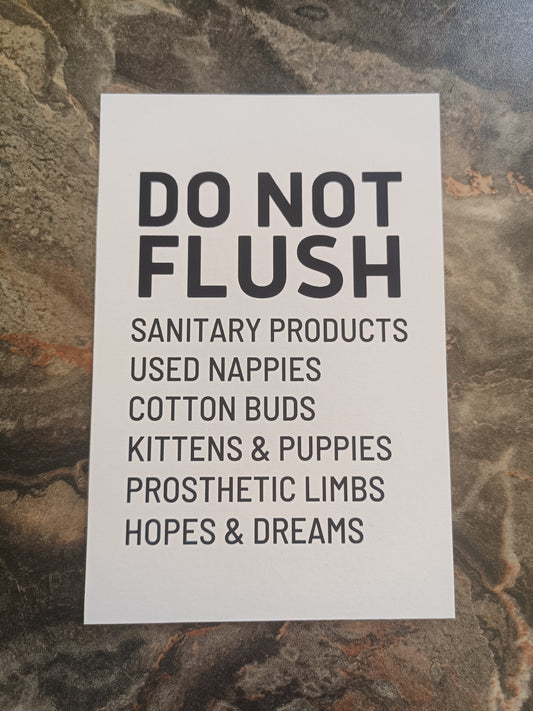 DO NOT
FLUSH
SANITARY PRODUCTS
USED NAPPIES
COTTON BUDS
KITTENS & PUPPIES
PROSTHETIC LIMBS
HOPES & DREAMS